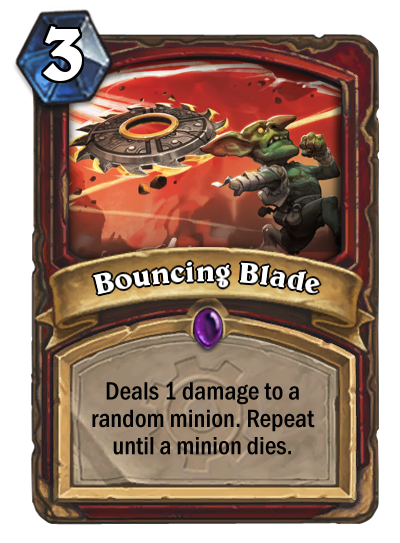 3
Bouncing Blade
Deals 1 damage to a
random minion. Repeat
until a minion dies.